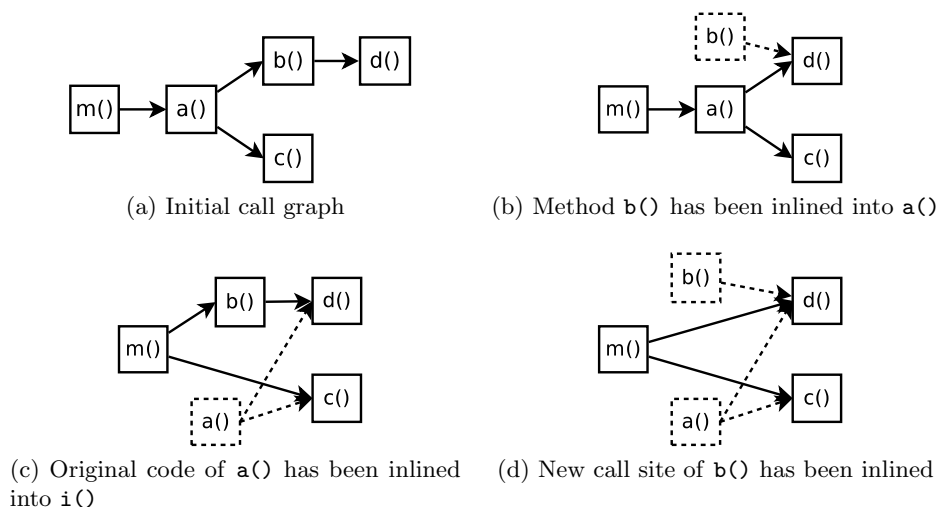 b()
d()
m()
a()
c()
(a) Initial call graph
b()
d()
m()
a()
c()
(b) Method b() has been inlined into a()
b()
d()
m()
c()
a()
(c) Original code of a() has been inlined
into i()
b()
d()
m()
c()
a()
(d) New call site of b() has been inlined